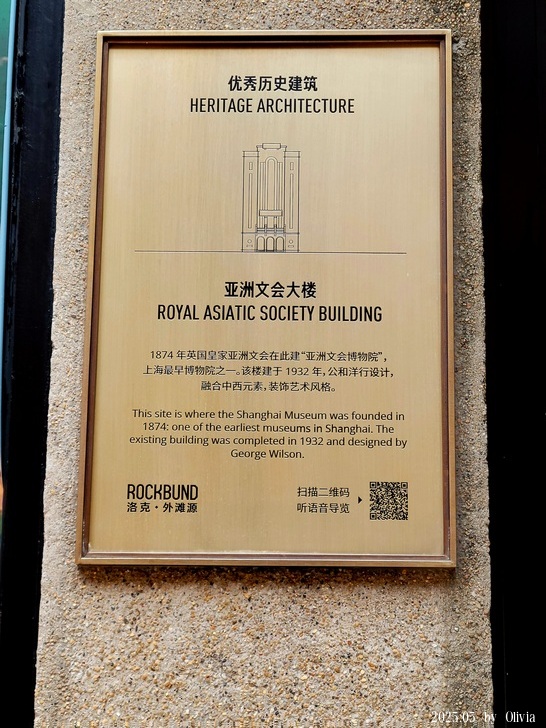 优秀历史建筑
HERITAGE ARCHITECTURE
亚洲文会大楼
ROYAL ASIATIC SOCIETY BUILDING
1874 年英国皇家亚洲文会在此建“亚洲文会博物院”，
上海最早博物院之一。该楼建于 1932 年，公和洋行设计，
融合中西元素，装饰艺术风格。
This site is where the Shanghai Museum was founded in
1874: one of the earliest museums in Shanghai. The
existing building was completed in 1932 and designed by
George Wilson.
ROCKBUND
洛克·外滩源
扫描二维码
听语音导览
2025.05 by Olivia